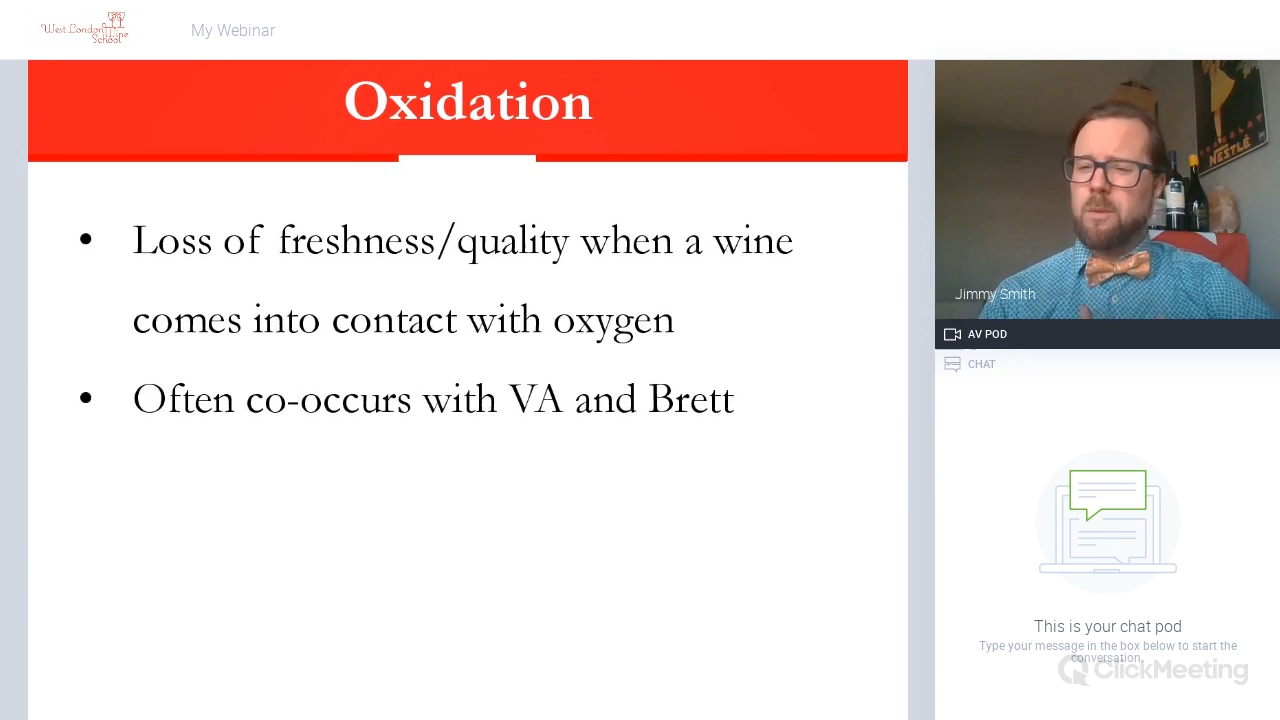 West London Wine
School
My Webinar
Oxidation
• Loss of freshness/quality when a wine
comes into contact with oxygen
• Often co-occurs with VA and Brett
NESTLÉ
Jimmy Smith
AV POD
CHAT
This is your chat pod
Type your message in the box below to start the
conversation.
ClickMeeting